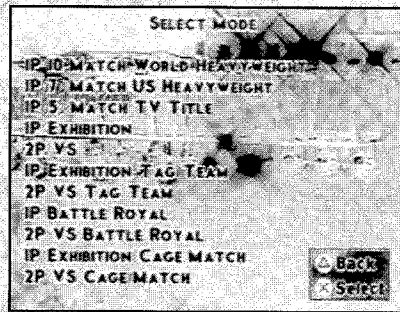 SELECT MODE
1P 10-MATCH WORLD HEAVYWEIGHT
1P 7 MATCH US HEAVYWEIGHT
1P 5 MATCH TV TITLE
1P EXHIBITION
2P VS
1P EXHIBITION TAG TEAM
2P VS TAG TEAM
1P BATTLE ROYAL
2P VS BATTLE ROYAL
1P EXHIBITION CAGE MATCH
2P VS CAGE MATCH
Back
Select